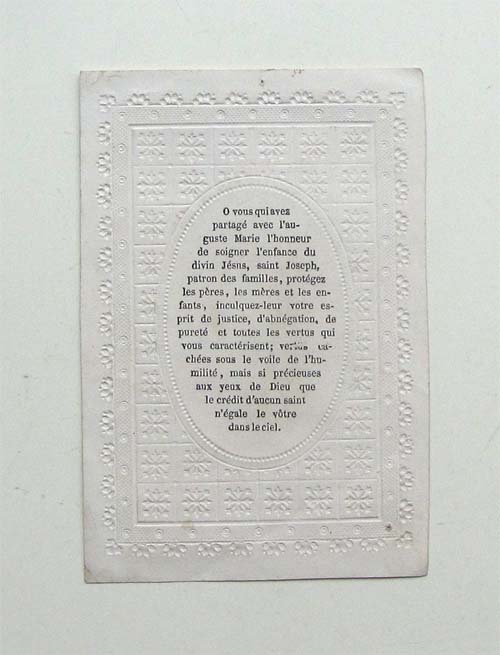 O vous qui avez
partagé avec l'au-
guste Marie l'honneur
de soigner l'enfance du
divin Jésus, saint Joseph,
patron des familles, protégez
les pères, les mères et les en-
fants, inculquez-leur votre es-
prit de justice, d'abnégation, de
pureté et toutes les vertus qui
vous caractérisent; vertus ca-
chées sous le voile de l'hu-
milité, mais si précieuses
aux yeux de Dieu que
le crédit d'aucun saint
n'égale le vôtre
dans le ciel.